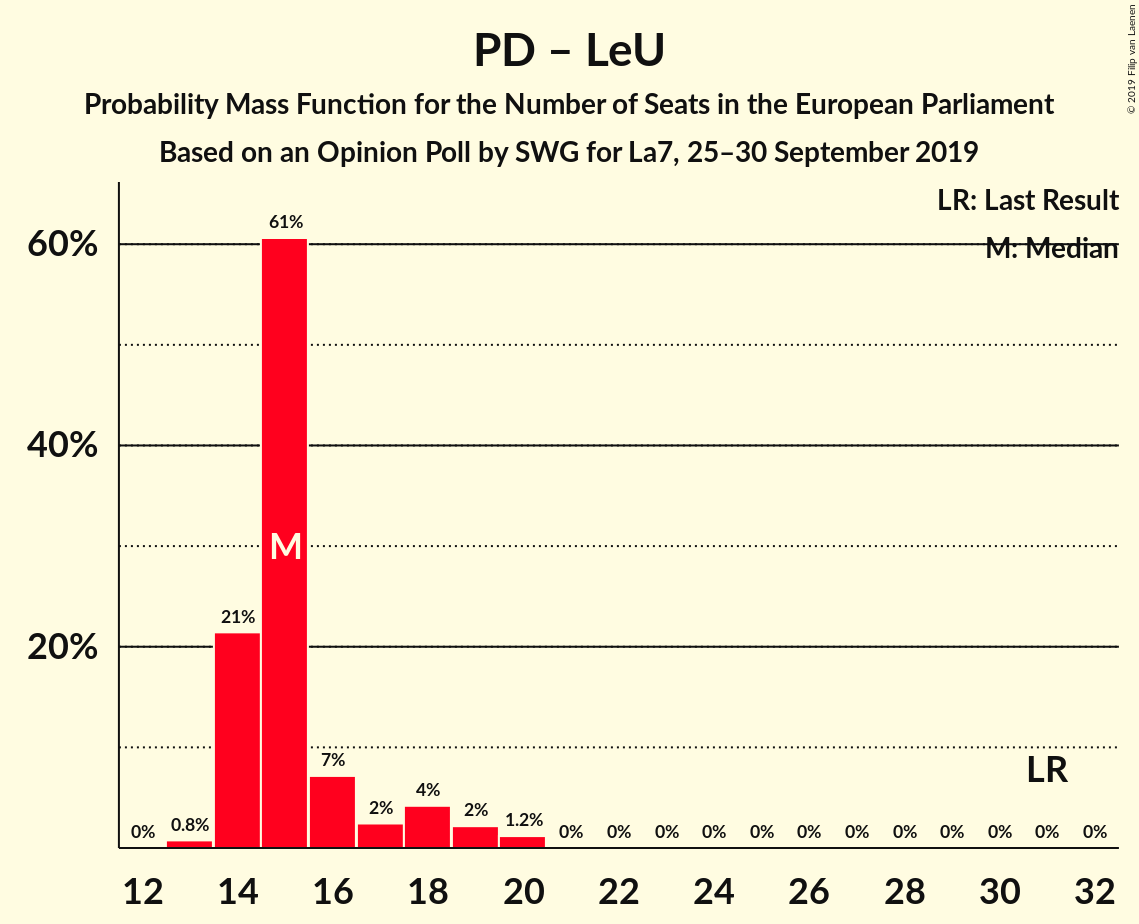 PD – LeU
Probability Mass Function for the Number of Seats in the European Parliament
Based on an Opinion Poll by SWG for La7, 25–30 September 2019
© 2019 Filip van Laenen
LR: Last Result
M: Median
60%
40%
20%
0% 0.8% 21% 61% 7% 2% 4% 2% 1.2% 0% 0% 0% 0% 0% 0% 0% 0% 0% 0% 0% 0%
M
LR
12 14 16 18 20 22 24 26 28 30 32